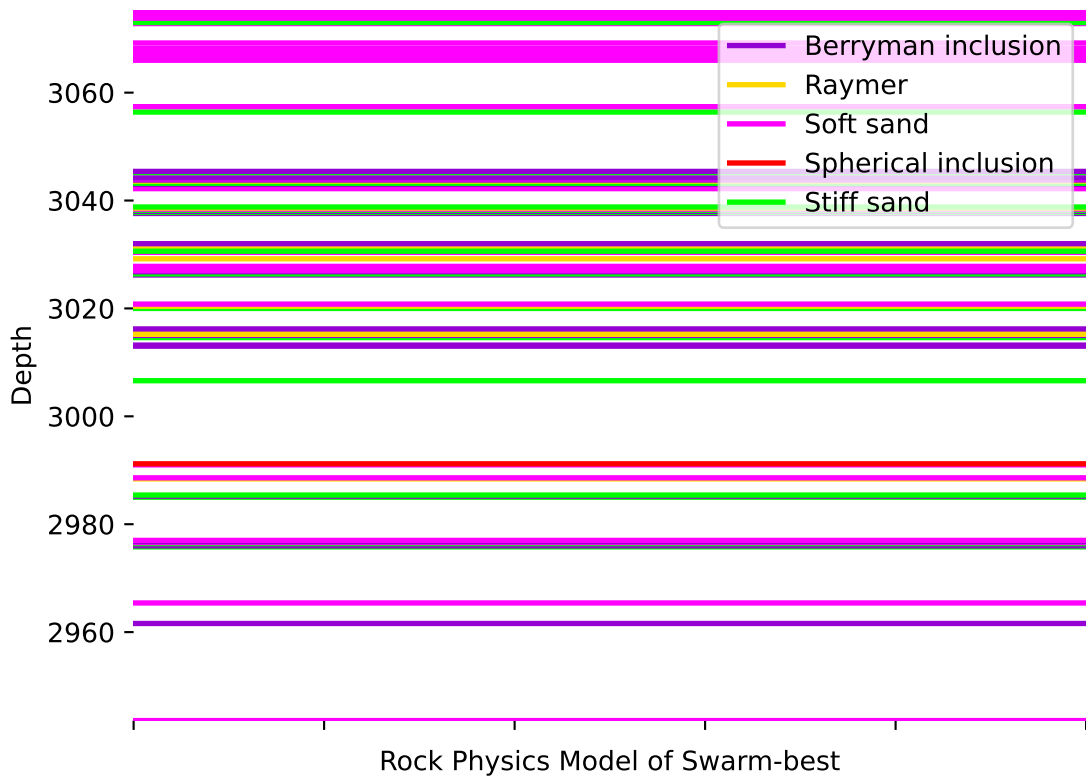 Berryman inclusion
Raymer
Soft sand
Spherical inclusion
Stiff sand
3060
3040
3020
3000
2980
2960
Depth
Rock Physics Model of Swarm-best